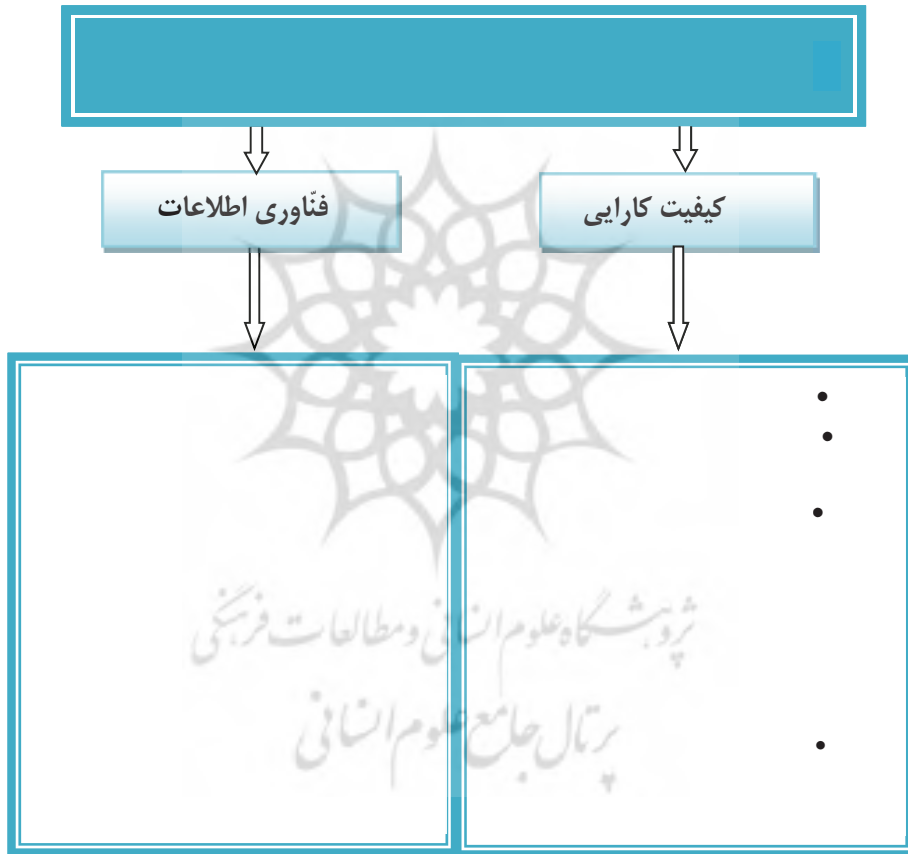 کیفیت کارایی
فنّاوری اطلاعات
•
•
•
•
پژوهشگاه علوم انسانی و مطالعات فرهنگی
پرتال جامع علوم انسانی